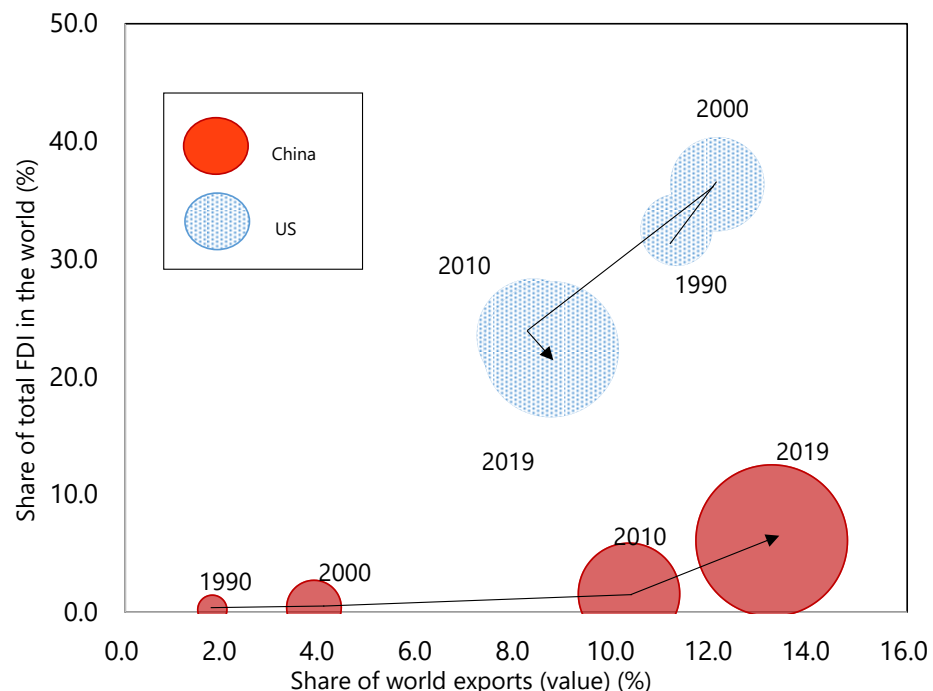 50.0
40.0
30.0
20.0
10.0
0.0
Share of total FDI in the world (%)
China
US
2000
2010
1990
2019
2019
2010
1990
2000
0.0 2.0 4.0 6.0 8.0 10.0 12.0 14.0 16.0
Share of world exports (value) (%)